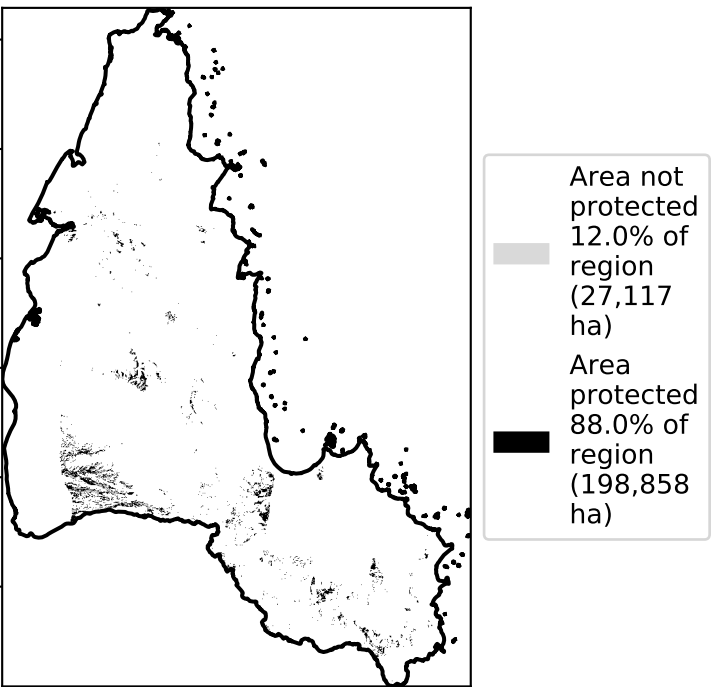 Area not
protected
12.0% of
region
(27,117
ha)
Area
protected
88.0% of
region
(198,858
ha)